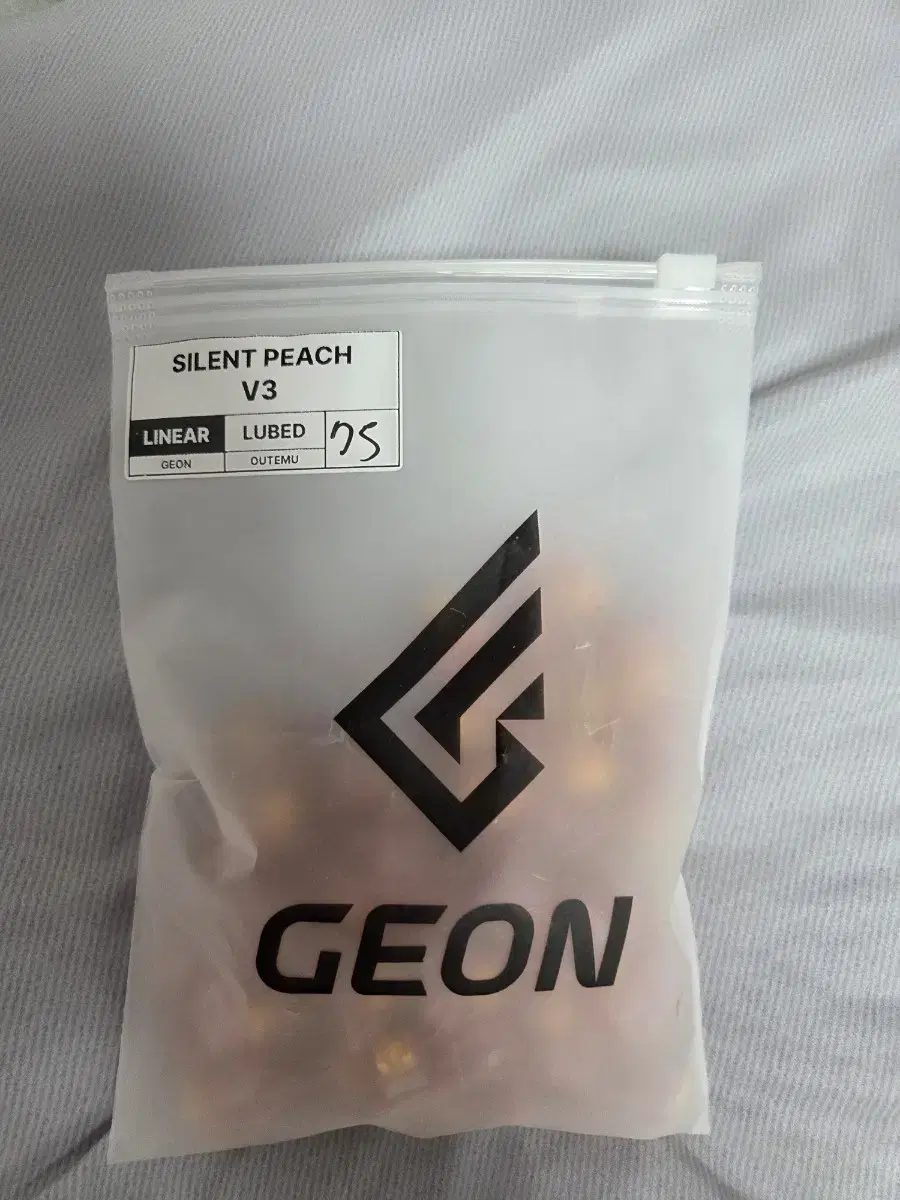 SILENT PEACH
V3
LINEAR LUBED 75
GEON OUTEMU
GEON